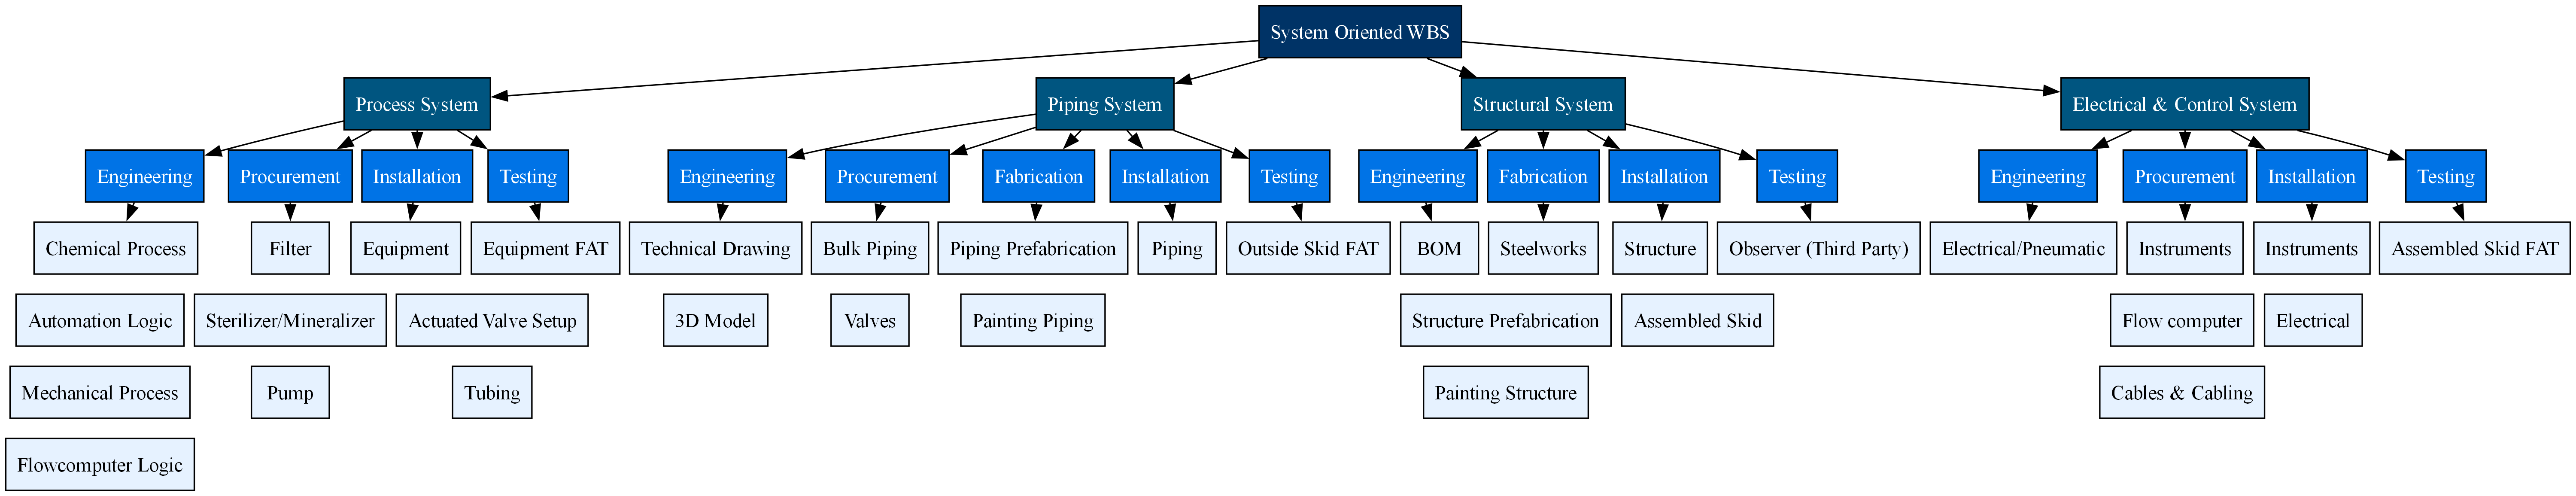 System Oriented WBS
Process System
Piping System
Structural System
Electrical & Control System
Engineering
Procurement
Installation
Testing
Engineering
Procurement
Fabrication
Installation
Testing
Engineering
Fabrication
Installation
Testing
Engineering
Procurement
Installation
Testing
Chemical Process
Filter
Equipment
Equipment FAT
Technical Drawing
Bulk Piping
Piping Prefabrication
Piping
Outside Skid FAT
BOM
Steelworks
Structure
Observer (Third Party)
Electrical/Pneumatic
Instruments
Instruments
Assembled Skid FAT
Automation Logic
Sterilizer/Mineralizer
Actuated Valve Setup
3D Model
Valves
Painting Piping
Structure Prefabrication
Assembled Skid
Flow computer
Electrical
Mechanical Process
Pump
Tubing
Painting Structure
Cables & Cabling
Flowcomputer Logic